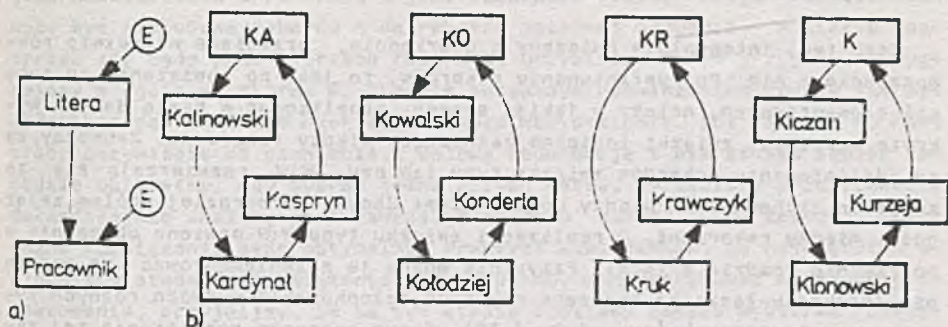 E
Litera
E
Pracownik
a)
KA
Kalinowski
Kaspryn
Kardynał
b)
KO
Kowalski
Konderla
Kołodziej
KR
Krawczyk
Kruk
K
Kiczan
Kurzeja
Klonowski